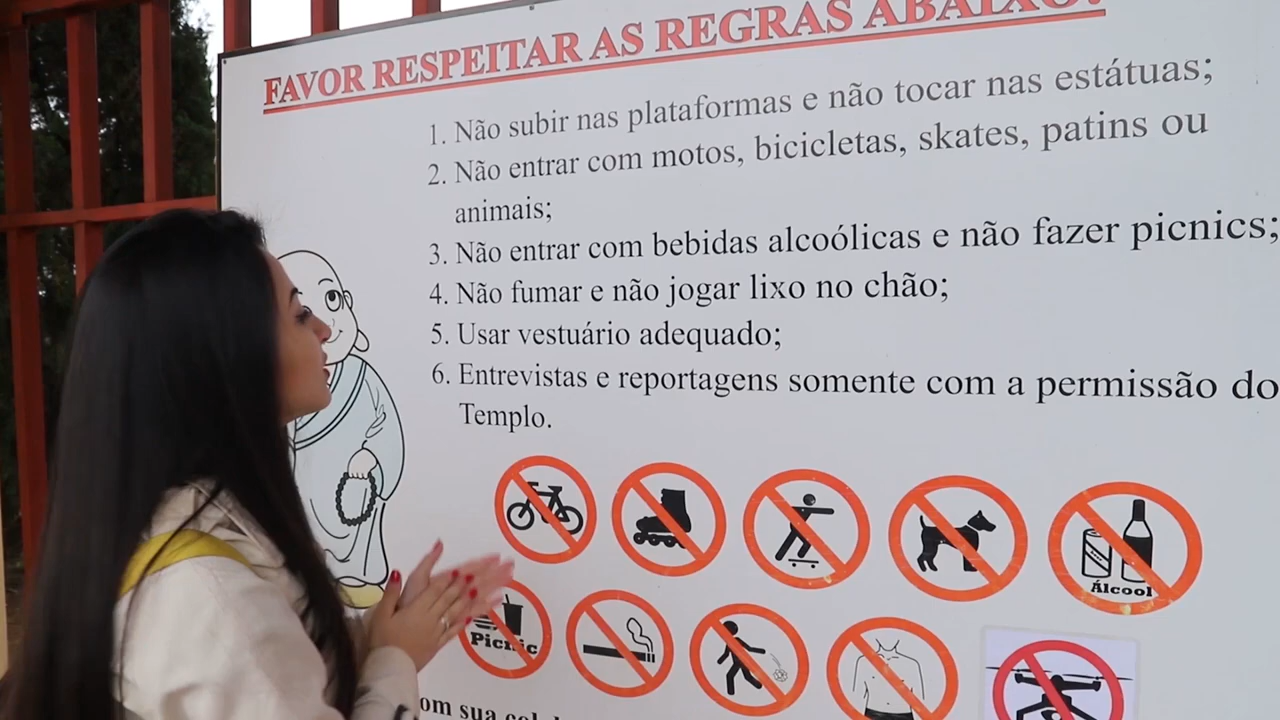 FAVOR RESPEITAR AS REGRAS ABAIXO:
1. Não subir nas plataformas e não tocar nas estátuas;
2. Não entrar com motos, bicicletas, skates, patins ou
animais;
3. Não entrar com bebidas alcoólicas e não fazer picnics;
4. Não fumar e não jogar lixo no chão;
5. Usar vestuário adequado;
6. Entrevistas e reportagens somente com a permissão do
Templo.
Álcool
Picnic
sua